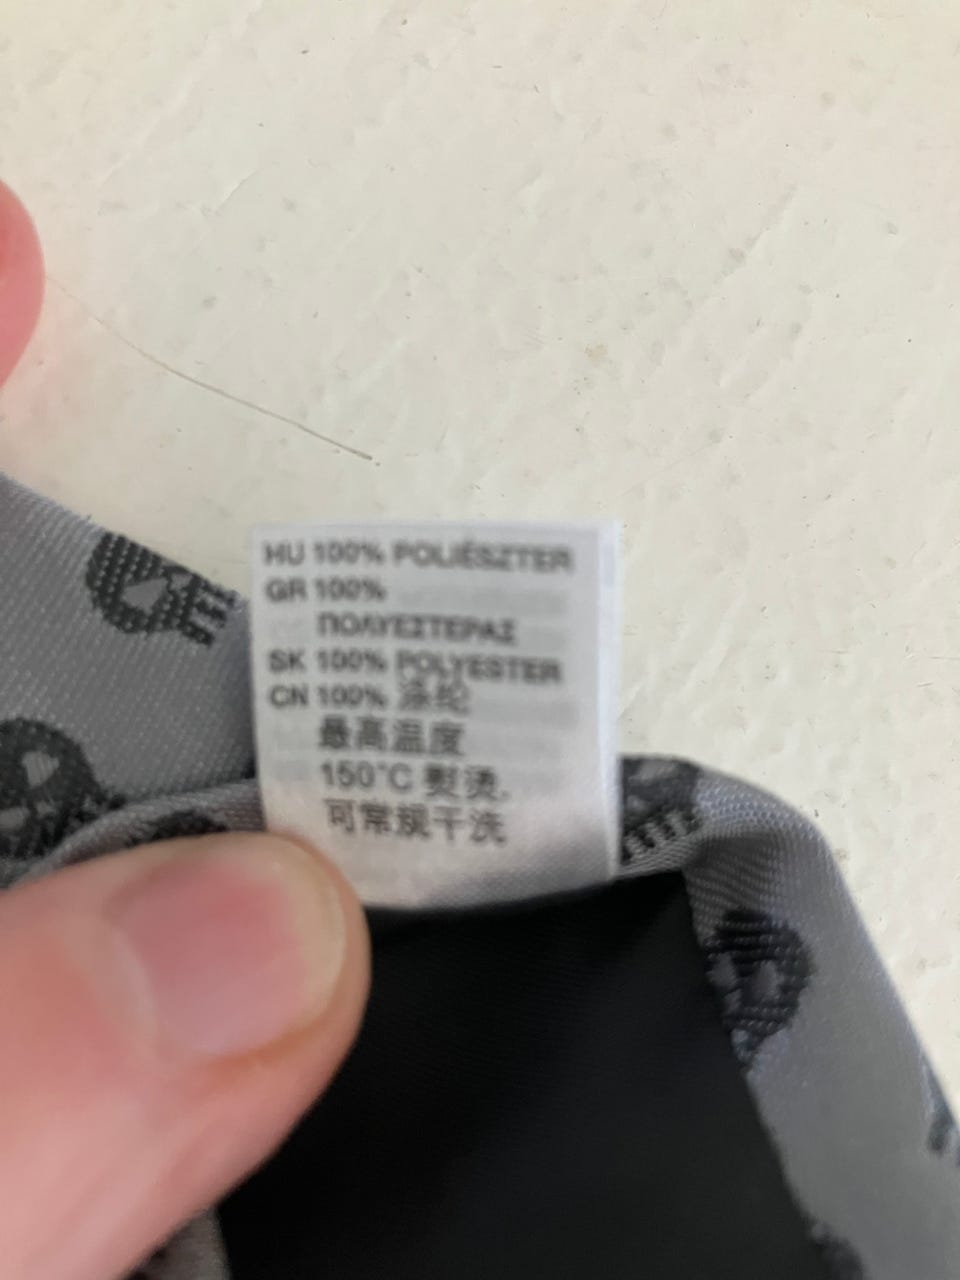 HU 100% POLIÉSZTER
GR 100%
ΠΟΛΥΕΣΤΕΡΑΣ
SK 100% POLYESTER
CN 100% 涤纶
最高温度
150°C 熨烫.
可常规干洗